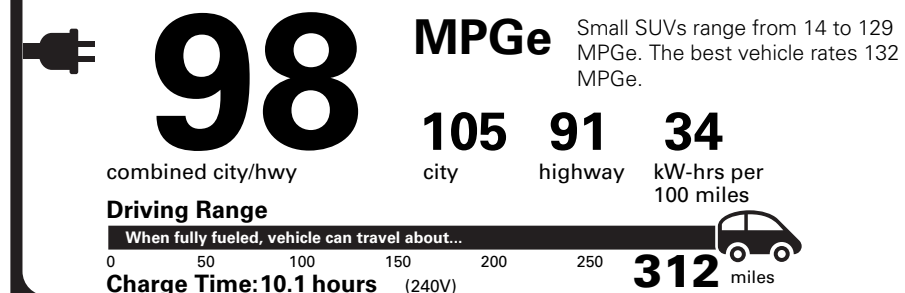 98
MPGe
Small SUVs range from 14 to 129
MPGe. The best vehicle rates 132
MPGe.
105 91 34
combined city/hwy city highway kW-hrs per
100 miles
Driving Range
When fully fueled, vehicle can travel about...
0 50 100 150 200 250 312 miles
Charge Time: 10.1 hours (240V)